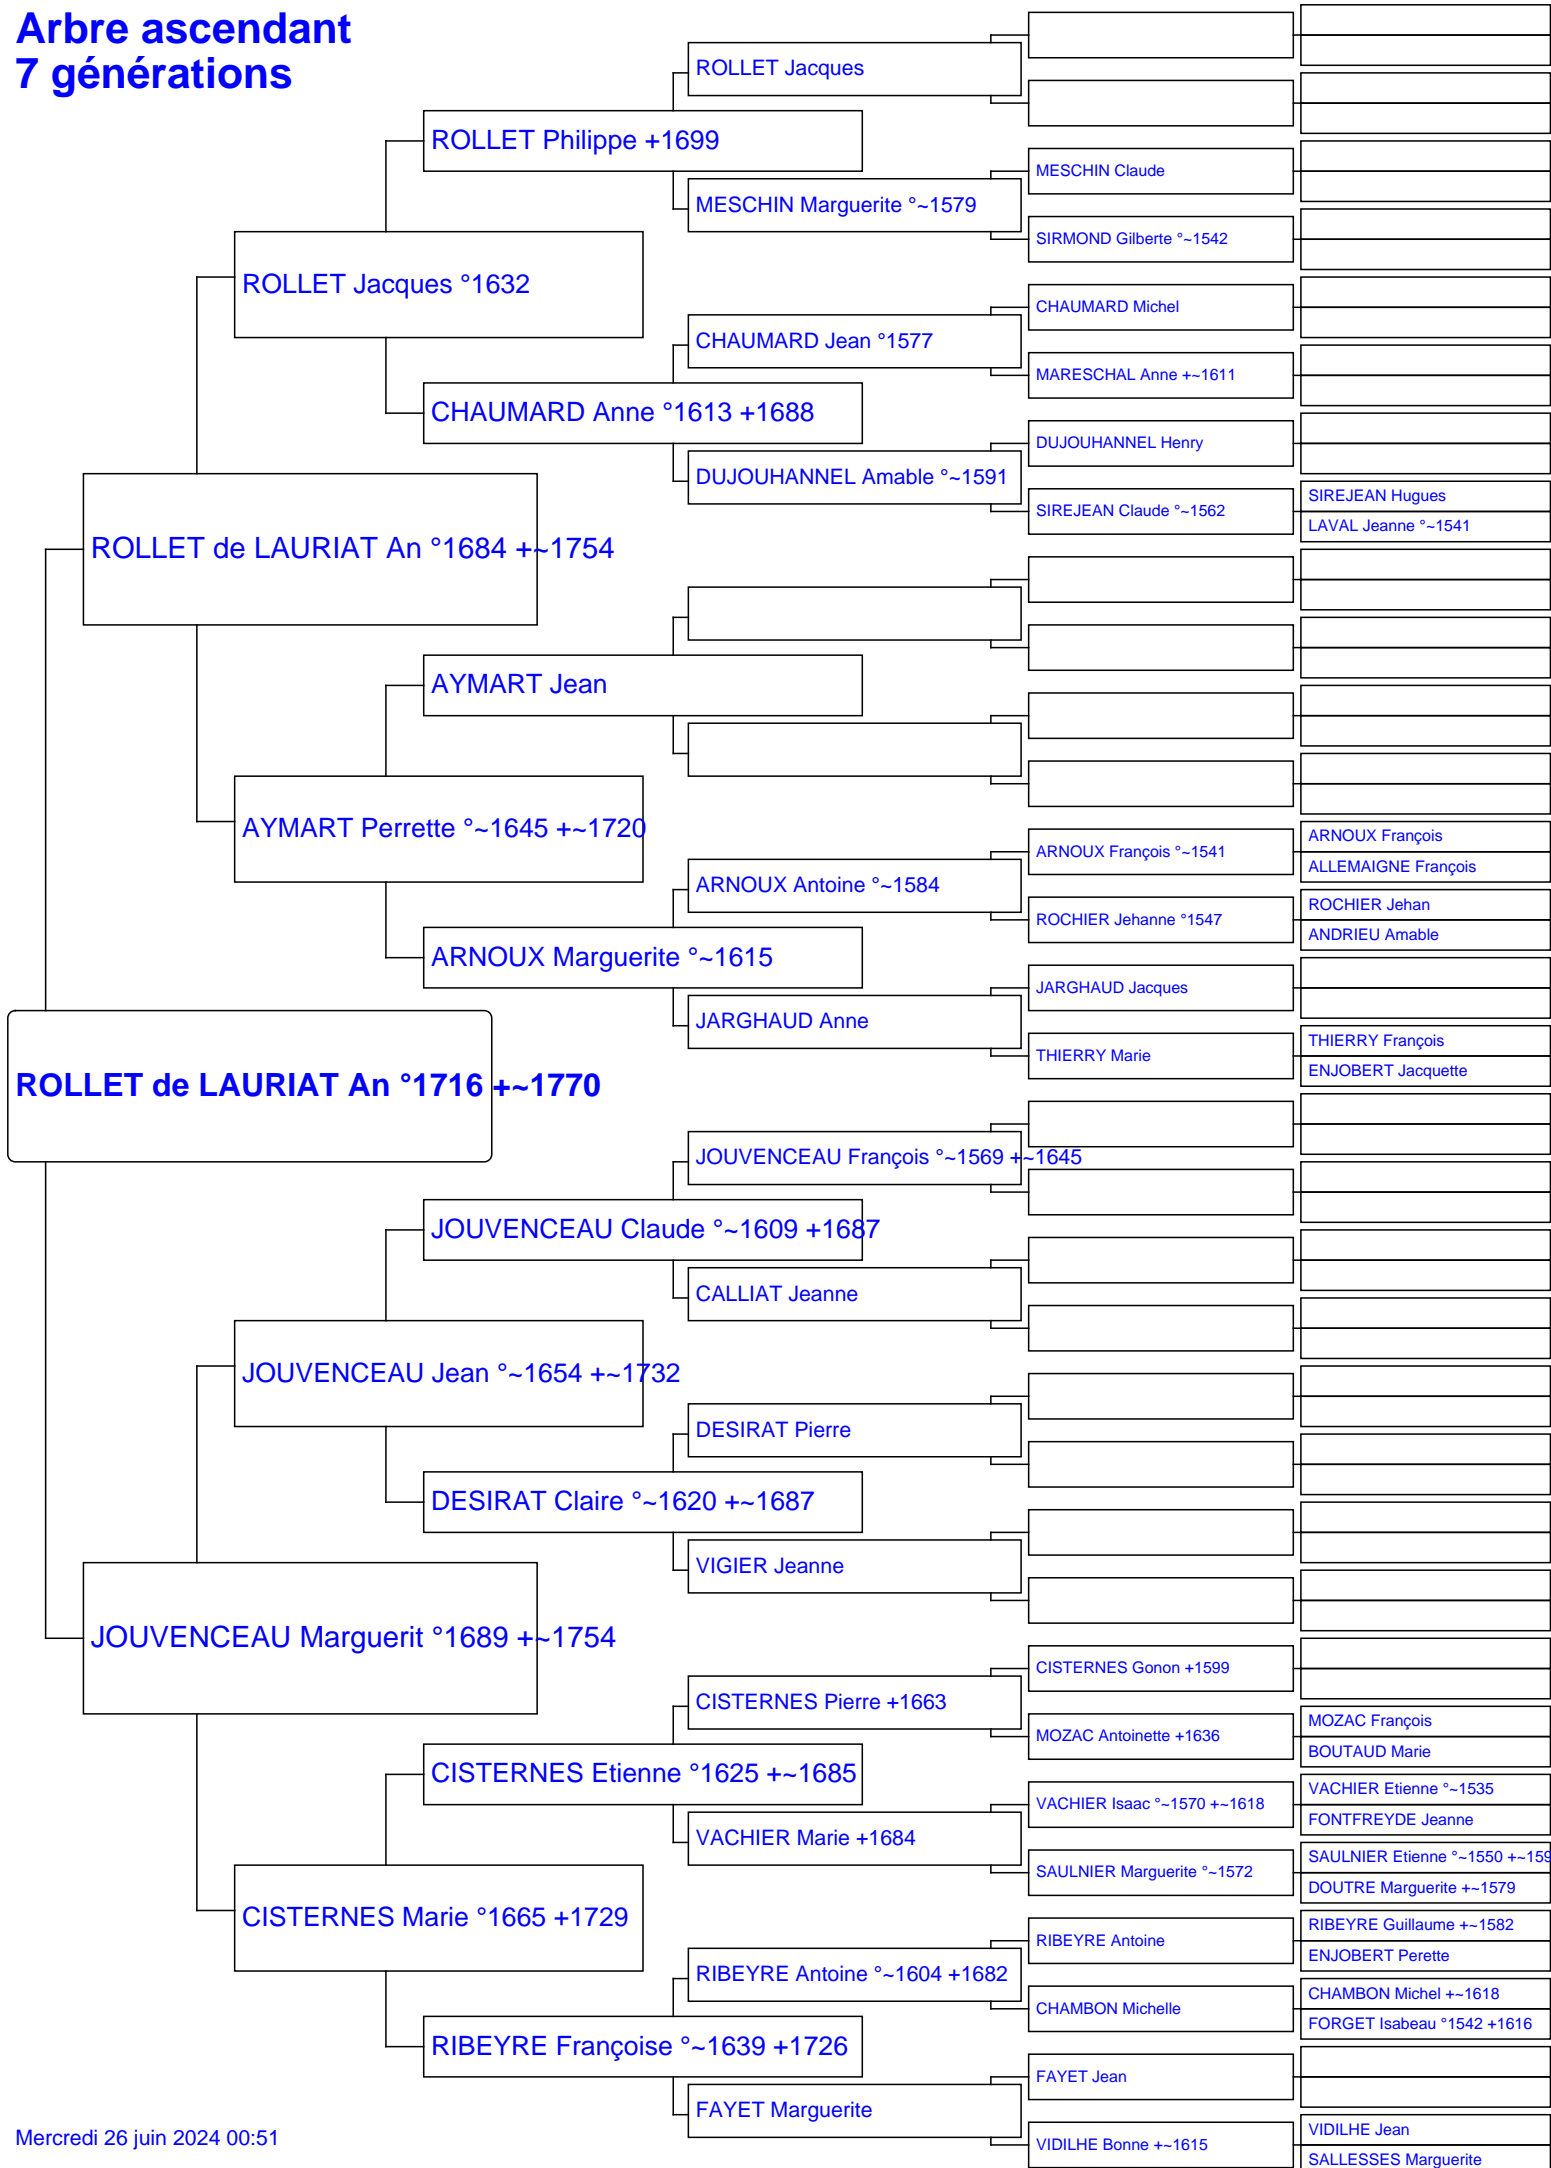 Arbre ascendant
7 générations
ROLLET Jacques
ROLLET Philippe +1699
MESCHIN Claude
MESCHIN Marguerite °~1579
SIRMOND Gilberte °~1542
ROLLET Jacques °1632
CHAUMARD Michel
CHAUMARD Jean °1577
MARESCHAL Anne +~1611
CHAUMARD Anne °1613 +1688
DUJOUHANNEL Henry
DUJOUHANNEL Amable °~1591
SIREJEAN Hugues
SIREJEAN Claude °~1562
LAVAL Jeanne °~1541
ROLLET de LAURIAT An °1684 +~1754
AYMART Jean
AYMART Perrette °~1645 +~1720
ARNOUX François
ARNOUX François °~1541
ALLEMAIGNE François
ARNOUX Antoine °~1584
ROCHIER Jehan
ROCHIER Jehanne °1547
ANDRIEU Amable
ARNOUX Marguerite °~1615
JARGHAUD Jacques
JARGHAUD Anne
THIERRY François
THIERRY Marie
ENJOBERT Jacquette
ROLLET de LAURIAT An °1716 +~1770
JOUVENCEAU François °~1569 +~1645
JOUVENCEAU Claude °~1609 +1687
CALLIAT Jeanne
JOUVENCEAU Jean °~1654 +~1732
DESIRAT Pierre
DESIRAT Claire °~1620 +~1687
VIGIER Jeanne
JOUVENCEAU Marguerit °1689 +~1754
CISTERNES Gonon +1599
CISTERNES Pierre +1663
MOZAC François
MOZAC Antoinette +1636
BOUTAUD Marie
CISTERNES Etienne °1625 +~1685
VACHIER Etienne °~1535
VACHIER Isaac °~1570 +~1618
FONTFREYDE Jeanne
VACHIER Marie +1684
SAULNIER Etienne °~1550 +~159
SAULNIER Marguerite °~1572
DOUTRE Marguerite +~1579
CISTERNES Marie °1665 +1729
RIBEYRE Guillaume +~1582
RIBEYRE Antoine
ENJOBERT Perette
RIBEYRE Antoine °~1604 +1682
CHAMBON Michel +~1618
CHAMBON Michelle
FORGET Isabeau °1542 +1616
RIBEYRE Françoise °~1639 +1726
FAYET Jean
FAYET Marguerite
VIDILHE Jean
VIDILHE Bonne +~1615
SALLESSES Marguerite
Mercredi 26 juin 2024 00:51